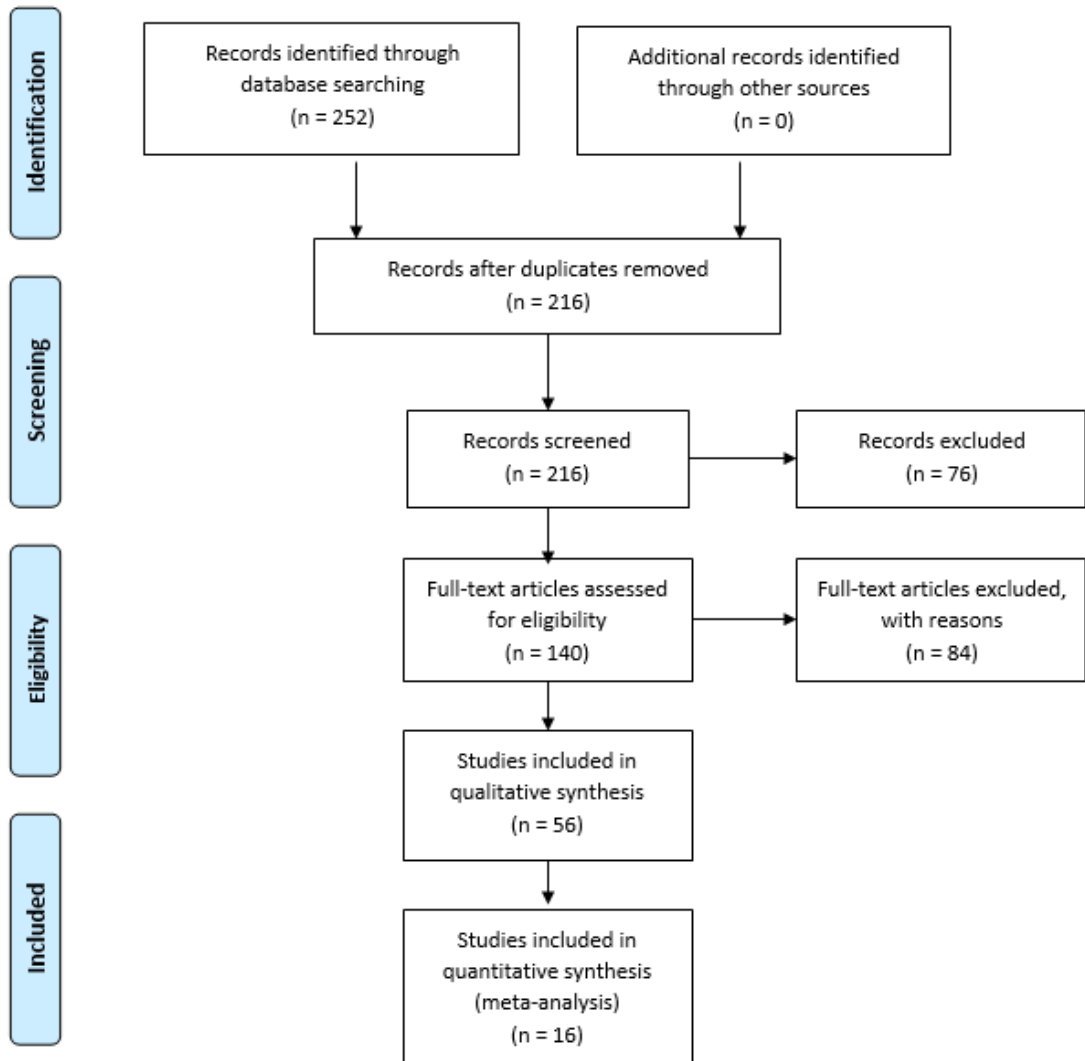 Identification
Records identified through
database searching
(n = 252)
Additional records identified
through other sources
(n = 0)
Records after duplicates removed
(n = 216)
Screening
Records screened
(n = 216)
Records excluded
(n = 76)
Eligibility
Full-text articles assessed
for eligibility
(n = 140)
Full-text articles excluded,
with reasons
(n = 84)
Studies included in
qualitative synthesis
(n = 56)
Included
Studies included in
quantitative synthesis
(meta-analysis)
(n = 16)